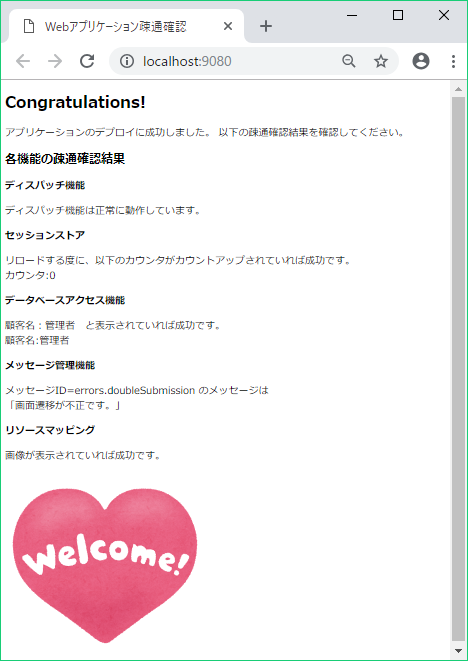 Webアプリケーション疎通確認
localhost:9080
Congratulations!
アプリケーションのデプロイに成功しました。 以下の疎通確認結果を確認してください。
各機能の疎通確認結果
ディスパッチ機能
ディスパッチ機能は正常に動作しています。
セッションストア
リロードする度に、以下のカウンタがカウントアップされていれば成功です。
カウンタ:0
データベースアクセス機能
顧客名：管理者　と表示されていれば成功です。
顧客名:管理者
メッセージ管理機能
メッセージID=errors.doubleSubmission のメッセージは
「画面遷移が不正です。」
リソースマッピング
画像が表示されていれば成功です。
Welcome!